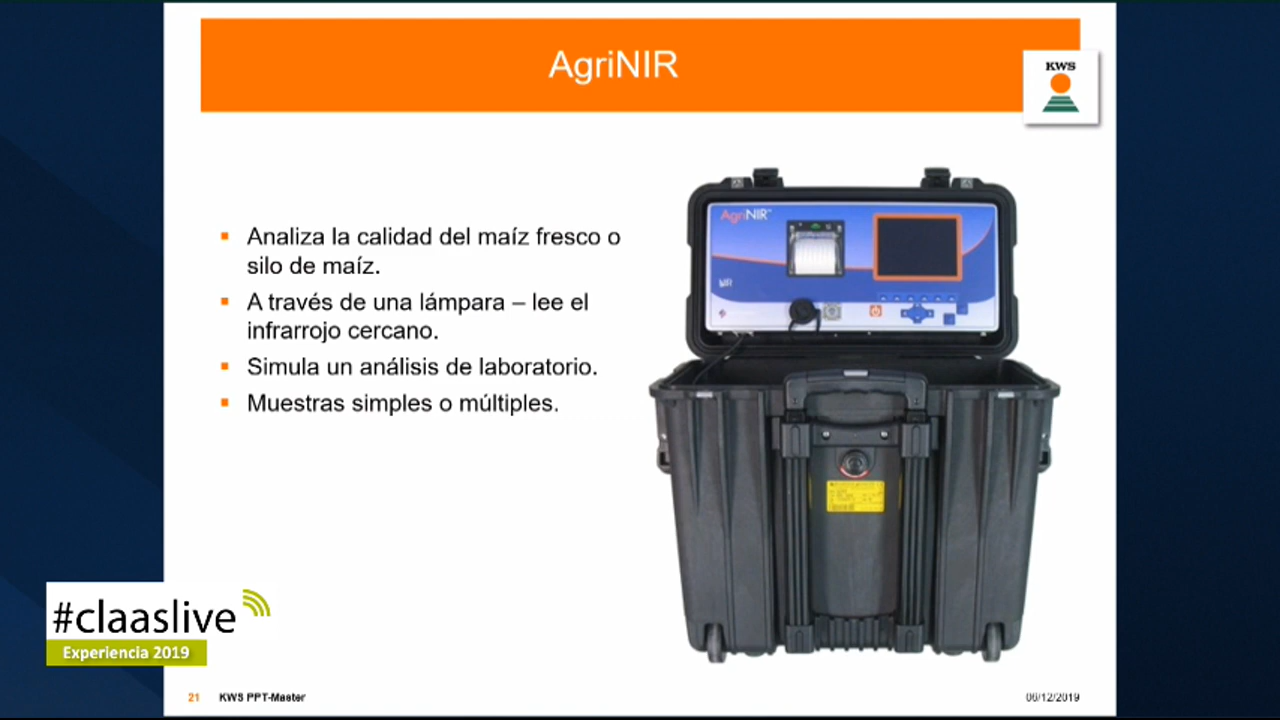 AgriNIR
KWS
Analiza la calidad del maíz fresco o
silo de maíz.
A través de una lámpara – lee el
infrarrojo cercano.
Simula un análisis de laboratorio.
Muestras simples o múltiples.
AgriNIR™
#claaslive
Experiencia 2019
21 KWS PPT-Master
06/12/2019